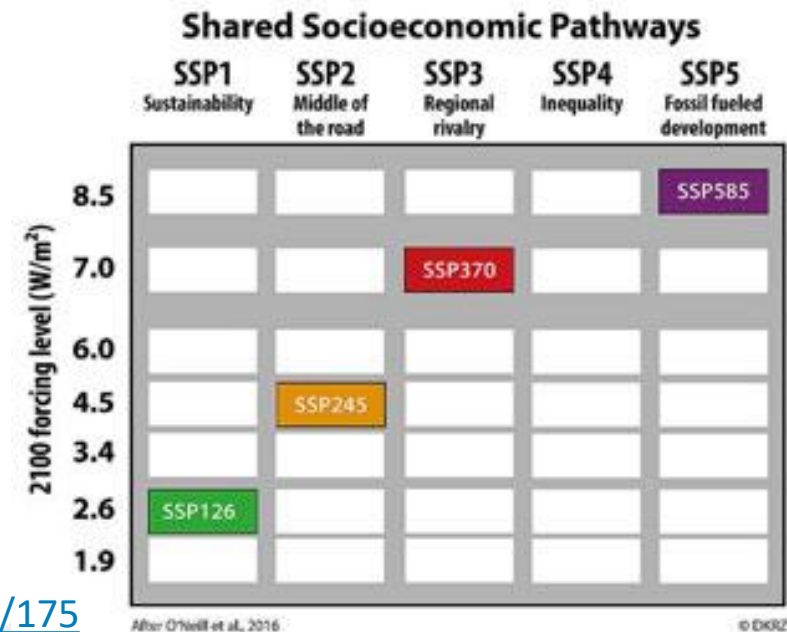 Shared Socioeconomic Pathways
SSP1 SSP2 SSP3 SSP4 SSP5
Sustainability Middle of the road Regional rivalry Inequality Fossil fueled development
2100 forcing level (W/m²)
8.5 SSP585
7.0 SSP370
6.0
4.5 SSP245
3.4
2.6 SSP126
1.9
/175
After O'Neill et al., 2016 © DKRZ